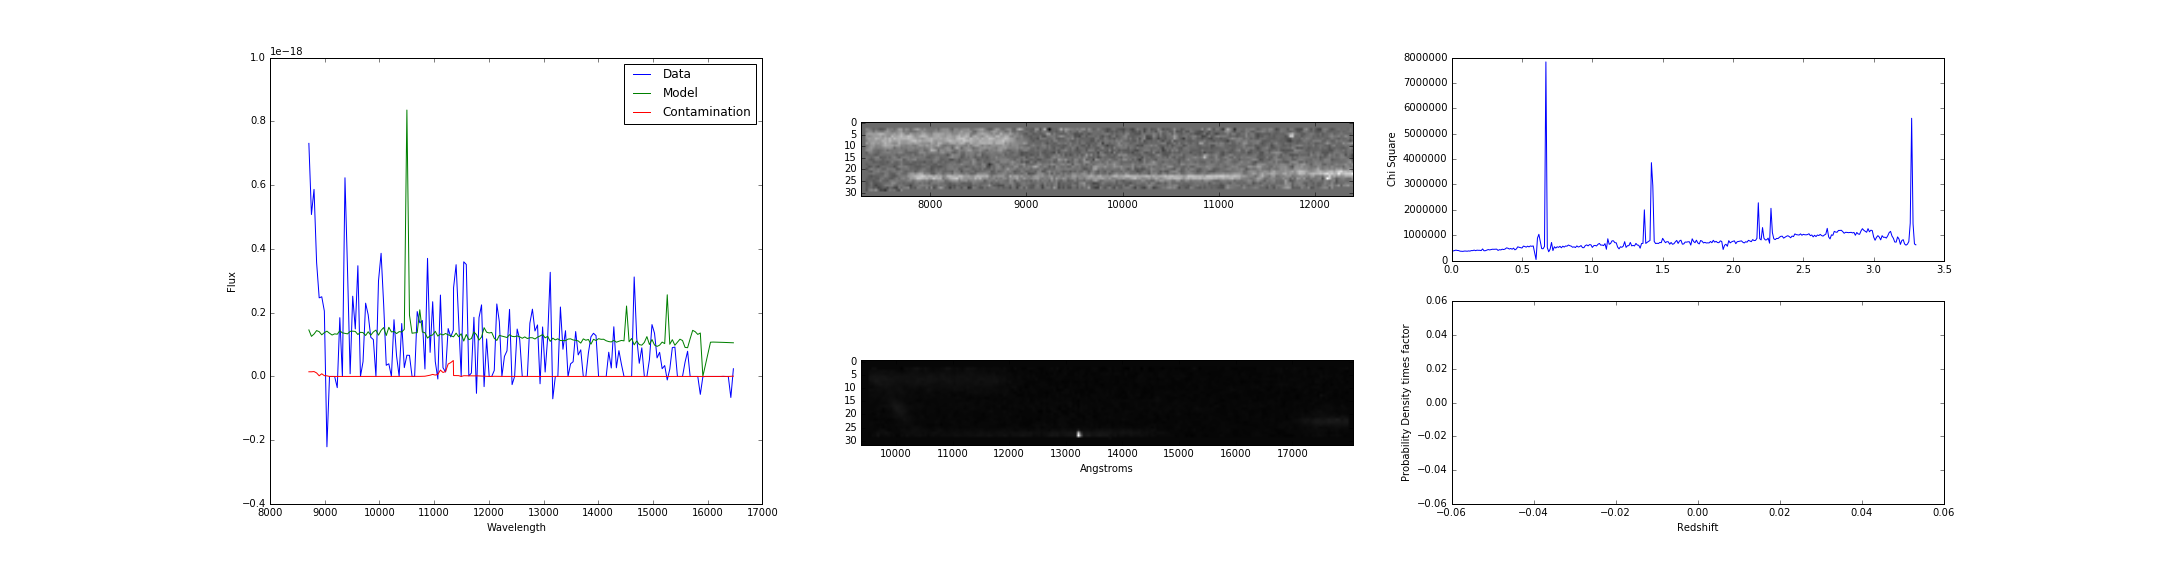 1e−18
1.0
0.8
0.6
0.4
0.2
0.0
−0.2
−0.4
Flux
8000 9000 10000 11000 12000 13000 14000 15000 16000 17000
Wavelength
Data
Model
Contamination
0
5
10
15
20
25
30
8000 9000 10000 11000 12000
0
5
10
15
20
25
30
10000 11000 12000 13000 14000 15000 16000 17000
Angstroms
8000000
7000000
6000000
5000000
4000000
3000000
2000000
1000000
0
Chi Square
0.0 0.5 1.0 1.5 2.0 2.5 3.0 3.5
0.06
0.04
0.02
0.00
−0.02
−0.04
−0.06
Probability Density times factor
−0.06 −0.04 −0.02 0.00 0.02 0.04 0.06
Redshift